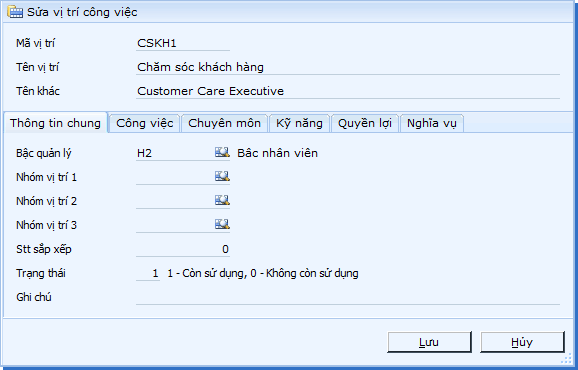 Sửa vị trí công việc
Mã vị trí CSKH1
Tên vị trí Chăm sóc khách hàng
Tên khác Customer Care Executive
Thông tin chung Công việc Chuyên môn Kỹ năng Quyền lợi Nghĩa vụ
Bậc quản lý H2 Bâc nhân viên
Nhóm vị trí 1
Nhóm vị trí 2
Nhóm vị trí 3
Stt sắp xếp 0
Trạng thái 1 1 - Còn sử dụng, 0 - Không còn sử dụng
Ghi chú
Lưu Hủy